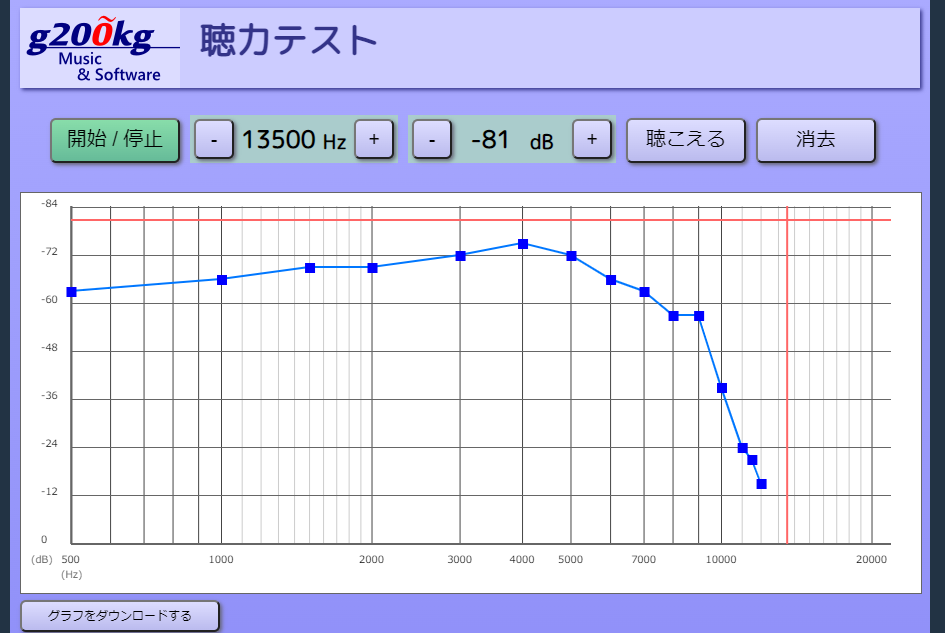 g200kg
Music
& Software
聴力テスト
開始 / 停止
- 13500 Hz +
- -81 dB +
聴こえる
消去
-84
-72
-60
-48
-36
-24
-12
0
(dB) 500 1000 2000 3000 4000 5000 7000 10000 20000
(Hz)
グラフをダウンロードする